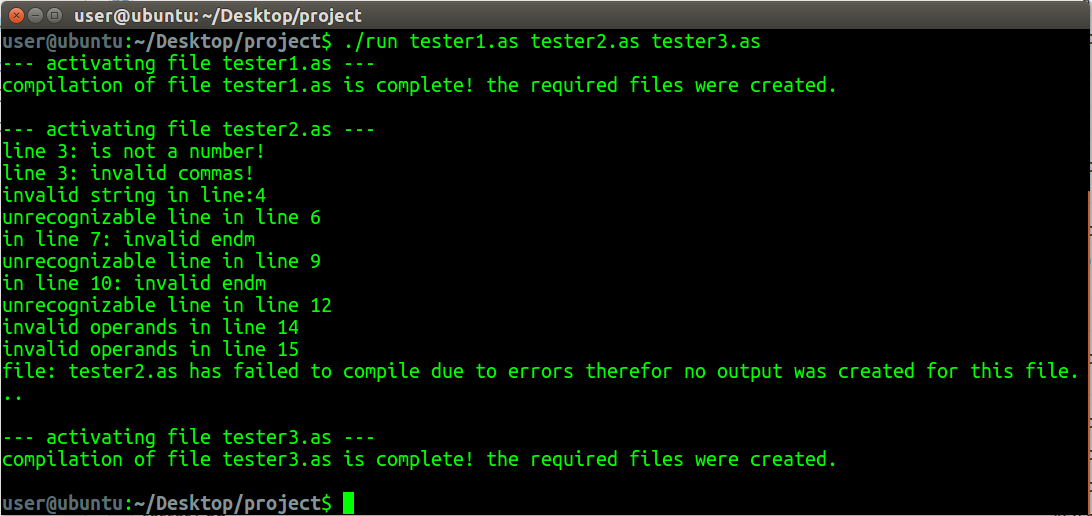 user@ubuntu: ~/Desktop/project
user@ubuntu:~/Desktop/project$ ./run tester1.as tester2.as tester3.as
--- activating file tester1.as ---
compilation of file tester1.as is complete! the required files were created.
--- activating file tester2.as ---
line 3: is not a number!
line 3: invalid commas!
invalid string in line:4
unrecognizable line in line 6
in line 7: invalid endm
unrecognizable line in line 9
in line 10: invalid endm
unrecognizable line in line 12
invalid operands in line 14
invalid operands in line 15
file: tester2.as has failed to compile due to errors therefor no output was created for this file.
..
--- activating file tester3.as ---
compilation of file tester3.as is complete! the required files were created.
user@ubuntu:~/Desktop/project$